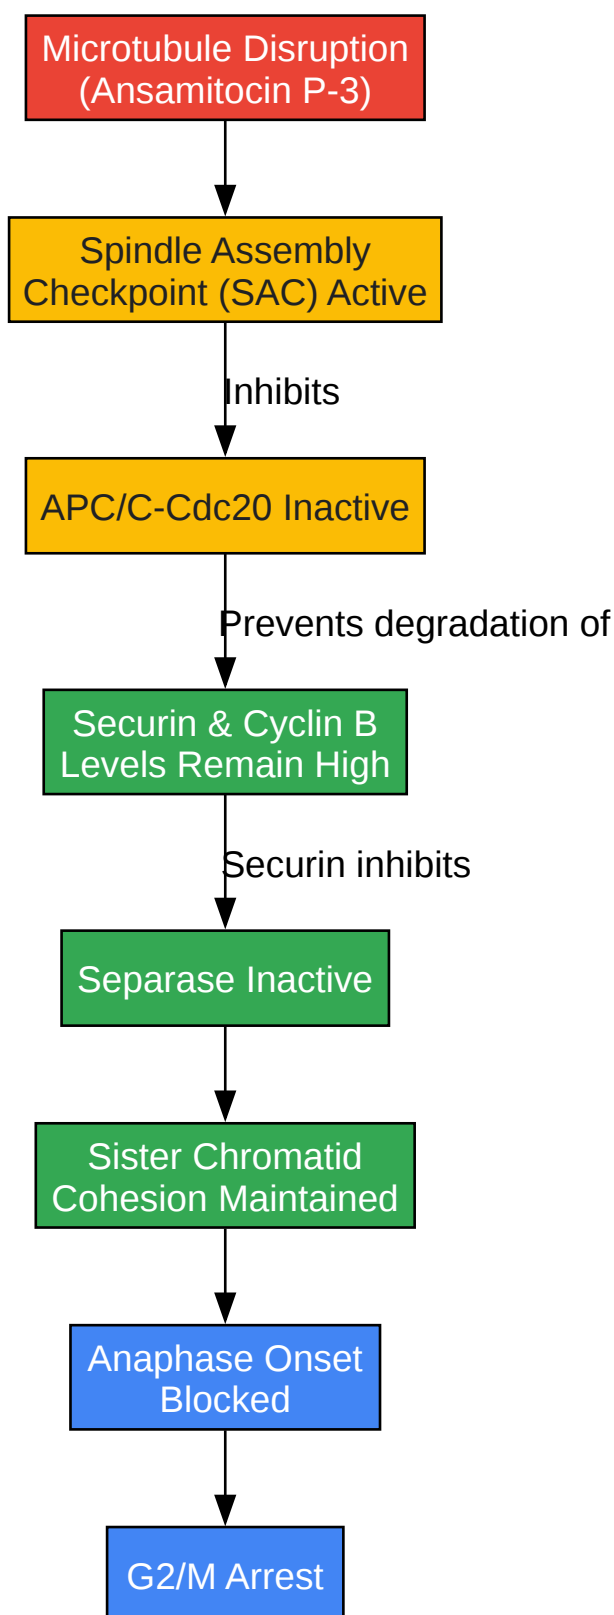 Microtubule Disruption
(Ansamitocin P-3)
Spindle Assembly
Checkpoint (SAC) Active
Inhibits
APC/C-Cdc20 Inactive
Prevents degradation of
Securin & Cyclin B
Levels Remain High
Securin inhibits
Separase Inactive
Sister Chromatid
Cohesion Maintained
Anaphase Onset
Blocked
G2/M Arrest